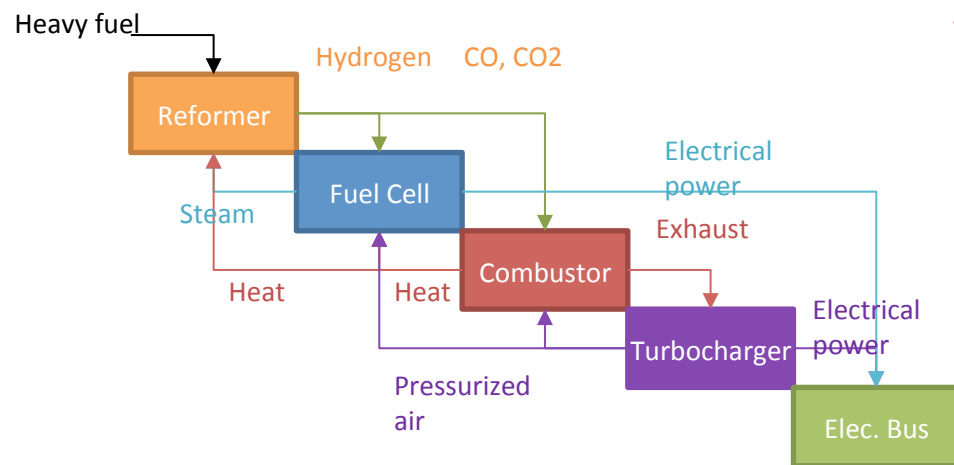 Heavy fuel
Hydrogen CO, CO2
Reformer
Electrical
power
Fuel Cell
Steam
Exhaust
Combustor
Heat
Heat
Electrical
power
Turbocharger
Pressurized
air
Elec. Bus